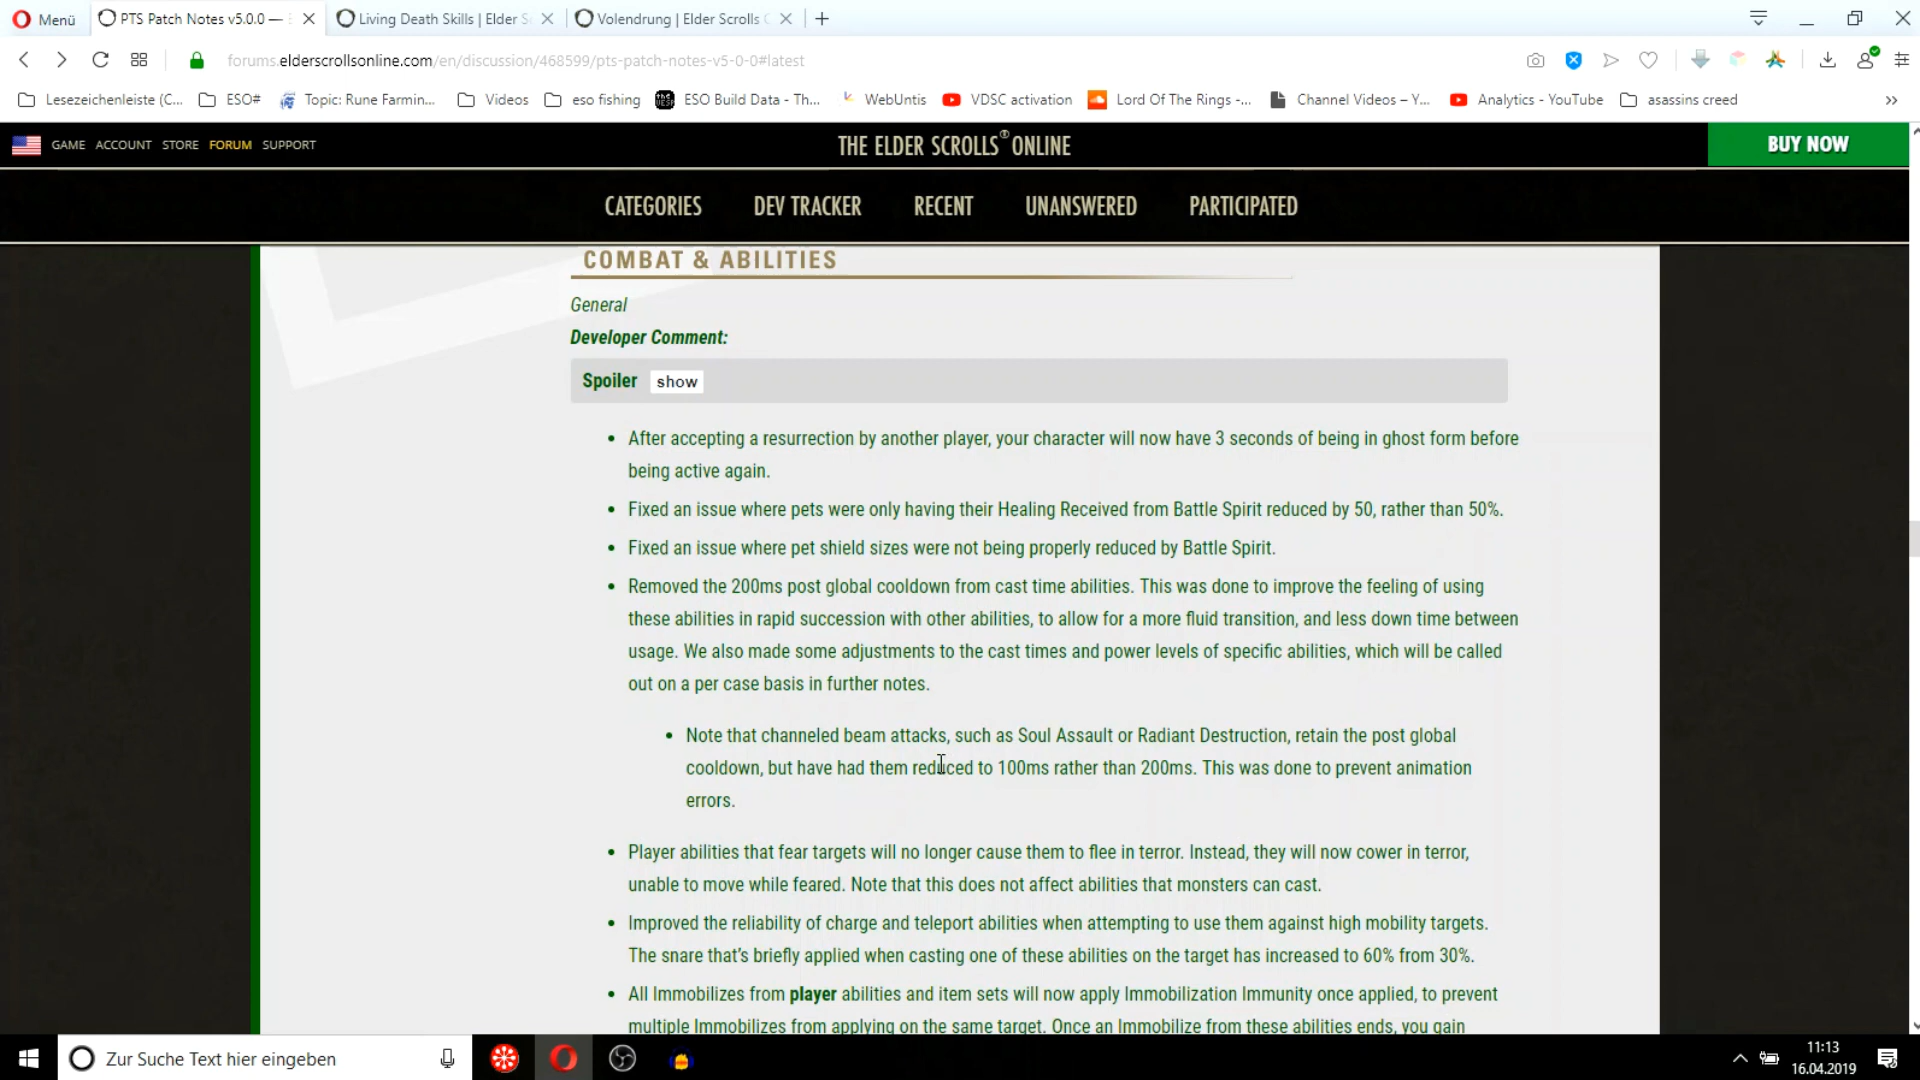 Menü
PTS Patch Notes v5.0.0 —
Living Death Skills | Elder S
Volendrung | Elder Scrolls
forums.elderscrollsonline.com/en/discussion/468599/pts-patch-notes-v5-0-0#latest
Lesezeichenleiste (C... ESO# Topic: Rune Farmin... Videos eso fishing ESO Build Data - Th... WebUntis VDSC activation Lord Of The Rings -... Channel Videos – Y... Analytics - YouTube asassins creed »
GAME ACCOUNT STORE FORUM SUPPORT
THE ELDER SCROLLS® ONLINE
BUY NOW
CATEGORIES DEV TRACKER RECENT UNANSWERED PARTICIPATED
COMBAT & ABILITIES
General
Developer Comment:
Spoiler show
• After accepting a resurrection by another player, your character will now have 3 seconds of being in ghost form before
being active again.
• Fixed an issue where pets were only having their Healing Received from Battle Spirit reduced by 50, rather than 50%.
• Fixed an issue where pet shield sizes were not being properly reduced by Battle Spirit.
• Removed the 200ms post global cooldown from cast time abilities. This was done to improve the feeling of using
these abilities in rapid succession with other abilities, to allow for a more fluid transition, and less down time between
usage. We also made some adjustments to the cast times and power levels of specific abilities, which will be called
out on a per case basis in further notes.
• Note that channeled beam attacks, such as Soul Assault or Radiant Destruction, retain the post global
cooldown, but have had them reduced to 100ms rather than 200ms. This was done to prevent animation
errors.
• Player abilities that fear targets will no longer cause them to flee in terror. Instead, they will now cower in terror,
unable to move while feared. Note that this does not affect abilities that monsters can cast.
• Improved the reliability of charge and teleport abilities when attempting to use them against high mobility targets.
The snare that’s briefly applied when casting one of these abilities on the target has increased to 60% from 30%.
• All Immobilizes from player abilities and item sets will now apply Immobilization Immunity once applied, to prevent
multiple Immobilizes from applying on the same target. Once an Immobilize from these abilities ends, you gain
Zur Suche Text hier eingeben
11:13
16.04.2019